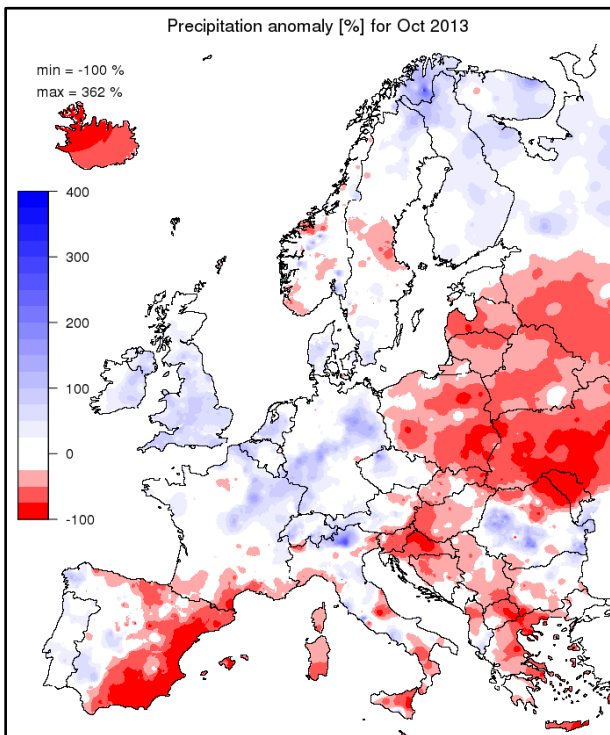 Precipitation anomaly [%] for Oct 2013
min = -100 %
max = 362 %
400
300
200
100
0
-100